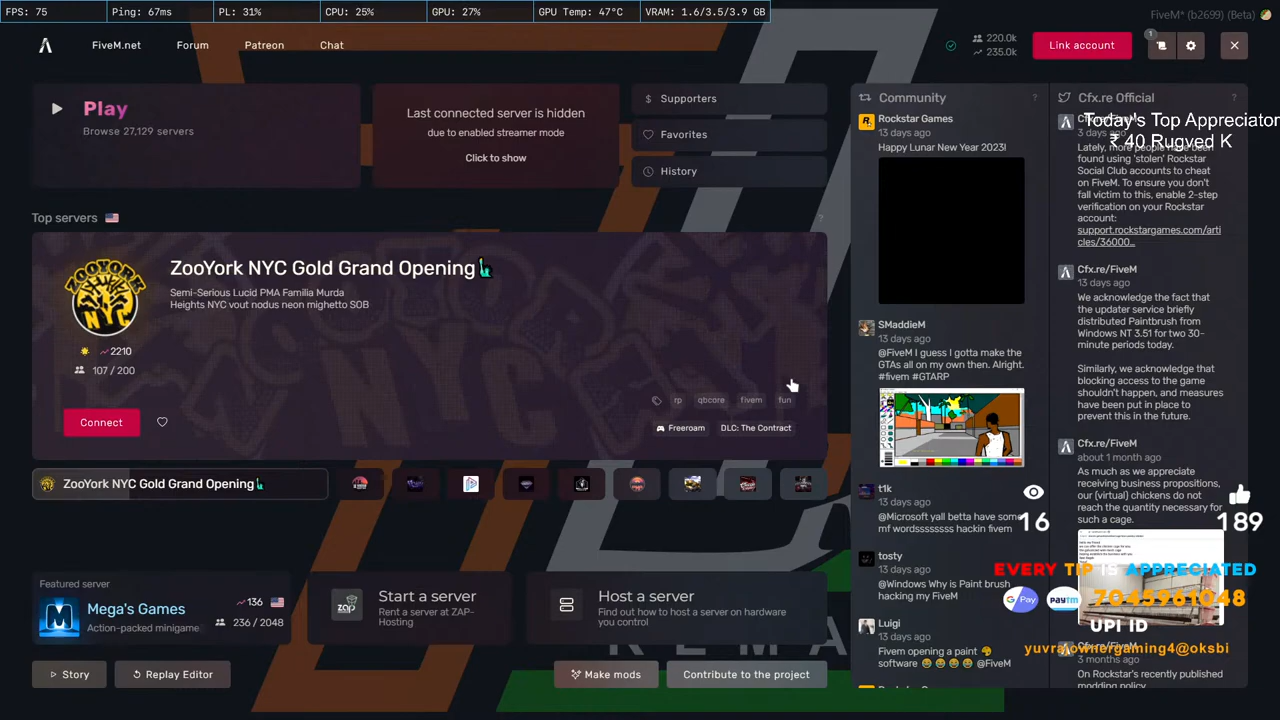 FPS: 75
Ping: 67ms
PL: 31%
CPU: 25%
GPU: 27%
GPU Temp: 47°C
VRAM: 1.6/3.5/3.9 GB
FiveM* (b2699) (Beta)
FiveM.net
Forum
Patreon
Chat
220.0k
235.0k
Link account
1
Play
Browse 27,129 servers
Last connected server is hidden
due to enabled streamer mode
Click to show
$ Supporters
Favorites
History
Top servers
?
ZooYork NYC Gold Grand Opening
Semi-Serious Lucid PMA Familia Murda
Heights NYC vout nodus neon mighetto SOB
ZOOYORK
NYC
2210
107 / 200
Connect
rp
qbcore
fivem
fun
Freeroam
DLC: The Contract
ZooYork NYC Gold Grand Opening
Featured server
Mega's Games
Action-packed minigame
136
236 / 2048
ZAP
Start a server
Rent a server at ZAP-
Hosting
Host a server
Find out how to host a server on hardware
you control
Story
Replay Editor
Make mods
Contribute to the project
Community
?
Rockstar Games
13 days ago
Happy Lunar New Year 2023!
SMaddieM
13 days ago
@FiveM I guess I gotta make the
GTAs all on my own then. Alright.
#fivem #GTARP
t1k
13 days ago
@Microsoft yall betta have some
mf wordsssssss hackin fivem
tosty
13 days ago
@Windows Why is Paint brush
hacking my FiveM
Luigi
13 days ago
Fivem opening a paint
software 😂😂😂😂 @FiveM
Cfx.re Official
?
Today's Top Appreciator
₹ 40 Rugved K
3 days ago
Lately, more people have been
found using 'stolen' Rockstar
Social Club accounts to cheat
on FiveM. To ensure you don't
fall victim to this, enable 2-step
verification on your Rockstar
account:
support.rockstargames.com/arti
cles/36000…
Cfx.re/FiveM
13 days ago
We acknowledge the fact that
the updater service briefly
distributed Paintbrush from
Windows NT 3.51 for two 30-
minute periods today.
Similarly, we acknowledge that
blocking access to the game
shouldn't happen, and measures
have been put in place to
prevent this in the future.
Cfx.re/FiveM
about 1 month ago
As much as we appreciate
receiving business propositions,
our (virtual) chickens do not
reach the quantity necessary for
such a cage.
16
189
EVERY TIP IS APPRECIATED
G Pay
paytm
7045961048
UPI ID
Cfx.re/FiveM
yuvrajownergaming4@oksbi
3 months ago
On Rockstar's recently published
modding policy